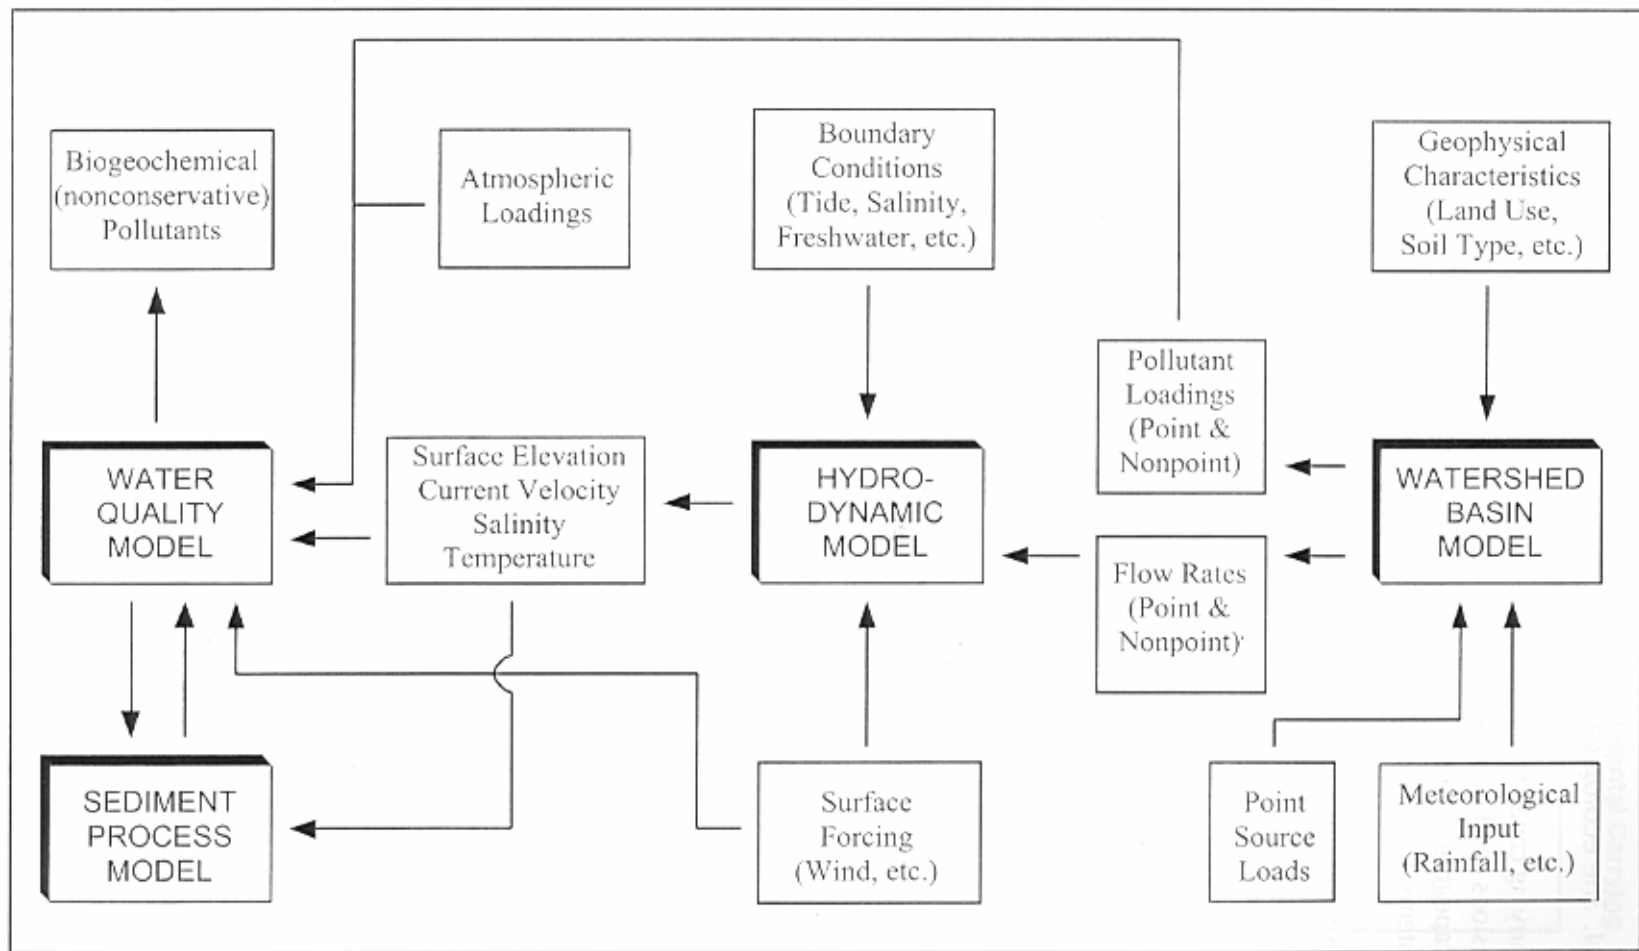 Biogeochemical
(nonconservative)
Pollutants
Atmospheric
Loadings
Boundary
Conditions
(Tide, Salinity,
Freshwater, etc.)
Geophysical
Characteristics
(Land Use,
Soil Type, etc.)
Pollutant
Loadings
(Point &
Nonpoint)
WATER
QUALITY
MODEL
Surface Elevation
Current Velocity
Salinity
Temperature
HYDRO-
DYNAMIC
MODEL
WATERSHED
BASIN
MODEL
Flow Rates
(Point &
Nonpoint)
SEDIMENT
PROCESS
MODEL
Surface
Forcing
(Wind, etc.)
Point
Source
Loads
Meteorological
Input
(Rainfall, etc.)